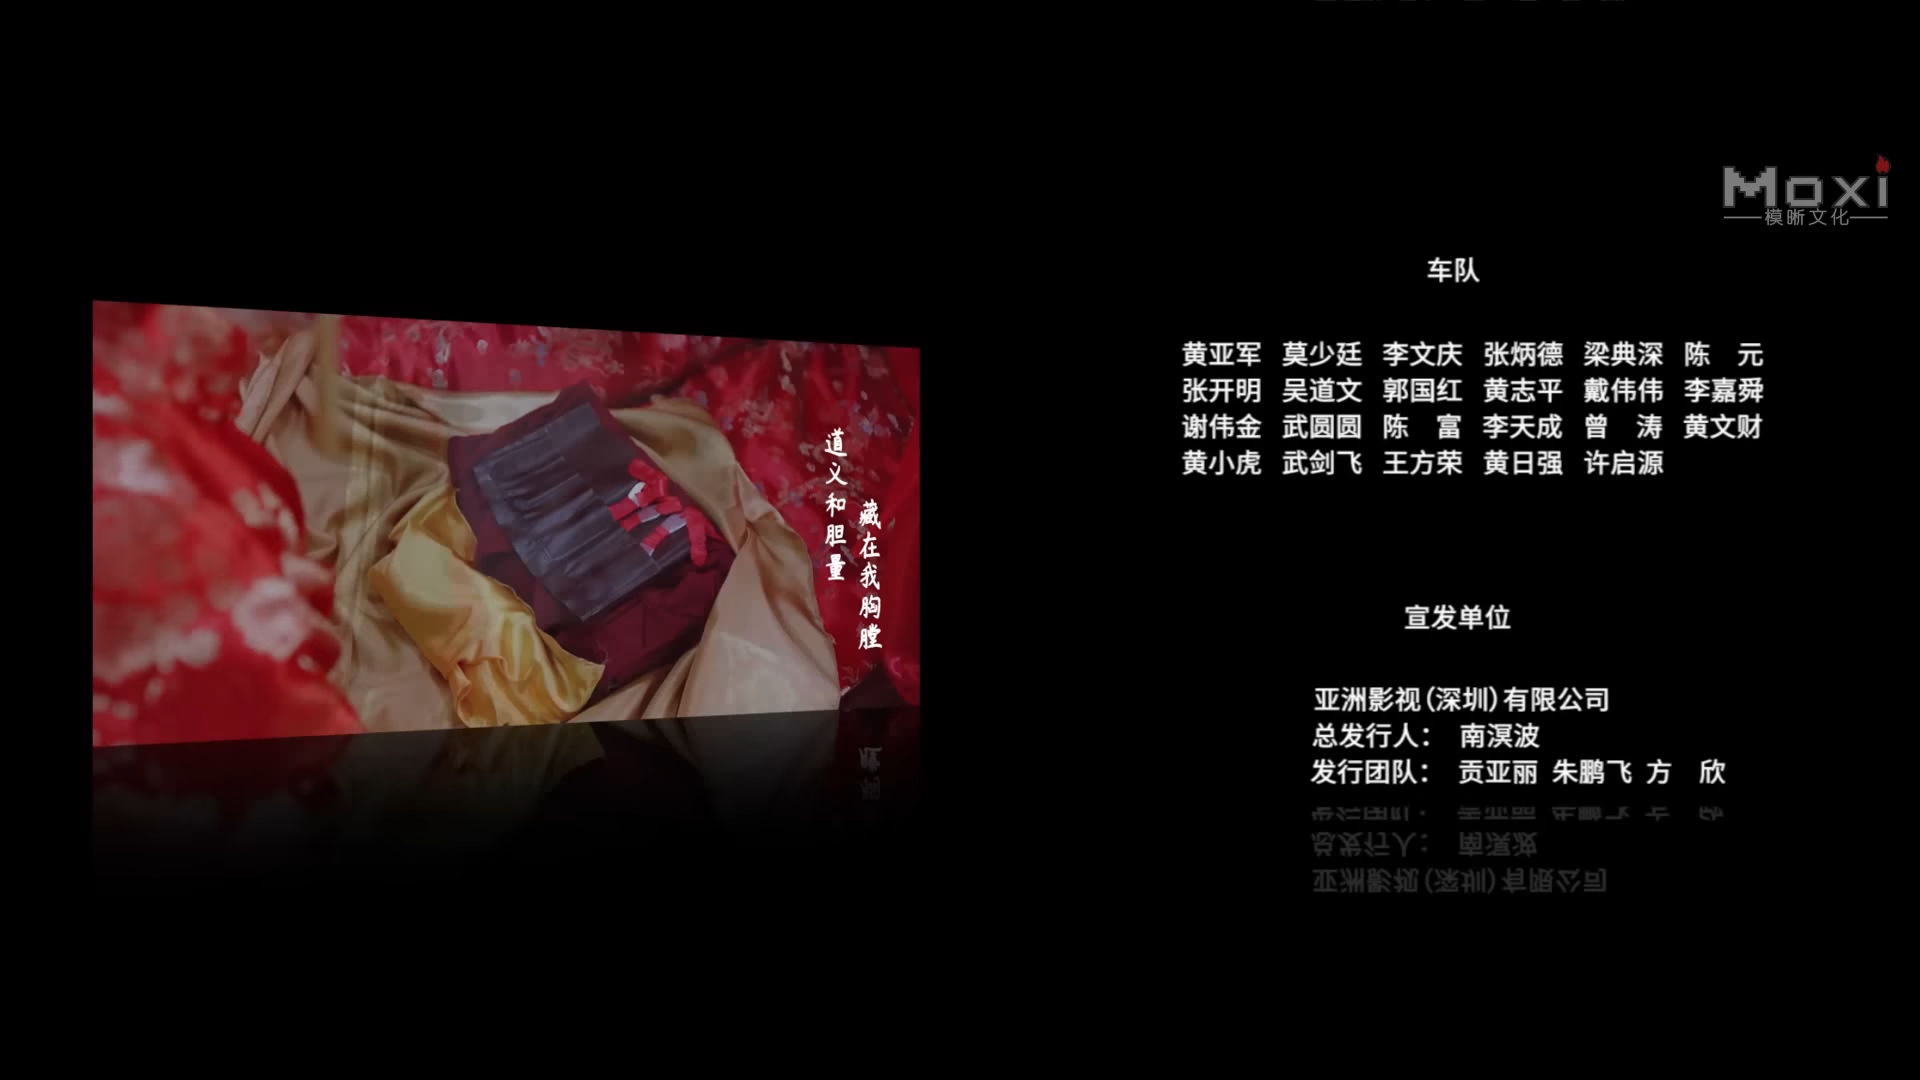 Moxi
模晰文化
车队
黄亚军 莫少廷 李文庆 张炳德 梁典深 陈 元
张开明 吴道文 郭国红 黄志平 戴伟伟 李嘉舜
谢伟金 武圆圆 陈 富 李天成 曾 涛 黄文财
黄小虎 武剑飞 王方荣 黄日强 许启源
道义和胆量
藏在我胸膛
宣发单位
亚洲影视(深圳)有限公司
总发行人： 南溟波
发行团队： 贡亚丽 朱鹏飞 方 欣